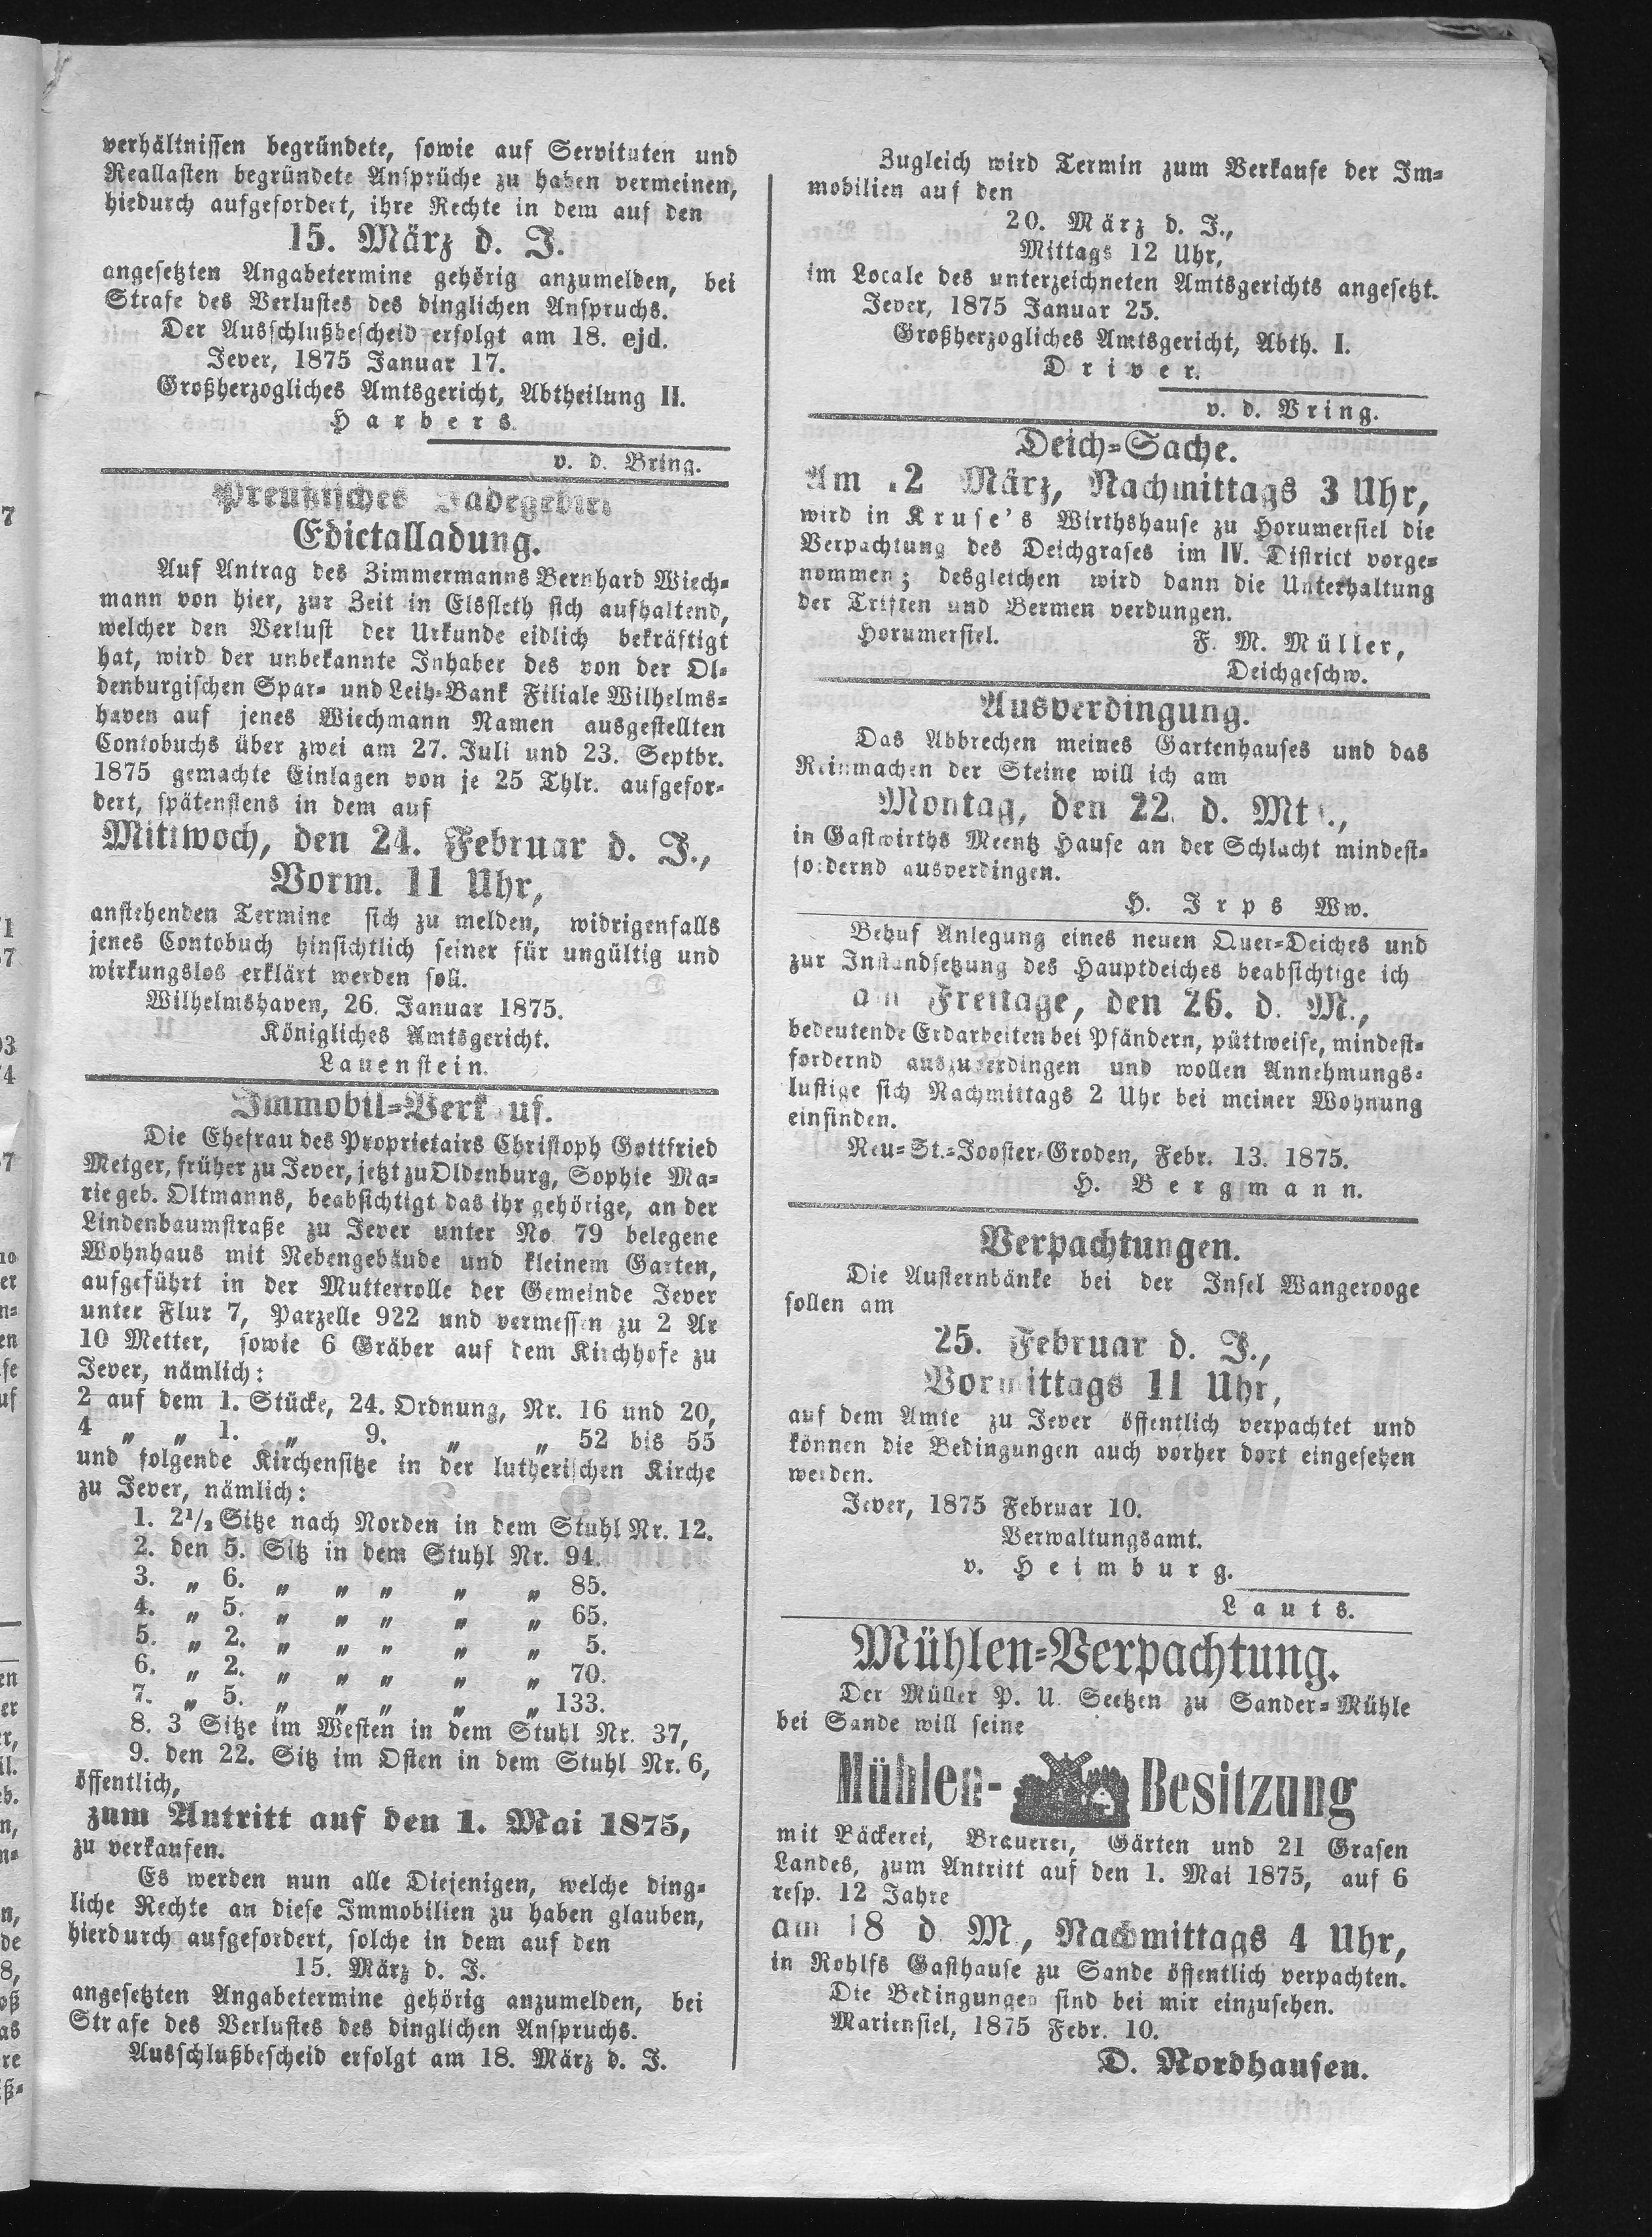 verhältnissen begründete, sowie auf Servituten und
Reallasten begründete Ansprüche zu haben vermeinen,
hiedurch aufgefordert, ihre Rechte in dem auf den
15. März d. J.
angesetzten Angabetermine gehörig anzumelden, bei
Strafe des Verlustes des dinglichen Anspruchs.
Der Ausschlußbescheid erfolgt am 18. ejd.
Jever, 1875 Januar 17.
Großherzogliches Amtsgericht, Abtheilung II.
Harbers.
v. d. Bring.
Preußisches Jadegebiet
Edictalladung.
Auf Antrag des Zimmermanns Bernhard Wiech-
mann von hier, zur Zeit in Elsfleth sich aufhaltend,
welcher den Verlust der Urkunde eidlich bekräftigt
hat, wird der unbekannte Inhaber des von der Ol-
denburgischen Spar- und Leih-Bank Filiale Wilhelms-
haven auf jenes Wiechmann Namen ausgestellten
Contobuchs über zwei am 27. Juli und 23. Septbr.
1875 gemachte Einlagen von je 25 Thlr. aufgefor-
dert, spätenstens in dem auf
Mittwoch, den 24. Februar d. J.,
Vorm. 11 Uhr,
anstehenden Termine sich zu melden, widrigenfalls
jenes Contobuch hinsichtlich seiner für ungültig und
wirkungslos erklärt werden soll.
Wilhelmshaven, 26. Januar 1875.
Königliches Amtsgericht.
Lauenstein.
Immobil-Verkauf.
Die Ehefrau des Proprietairs Christoph Gottfried
Metger, früher zu Jever, jetzt zu Oldenburg, Sophie Ma-
rie geb. Oltmanns, beabsichtigt das ihr gehörige, an der
Lindenbaumstraße zu Jever unter No. 79 belegene
Wohnhaus mit Nebengebäude und kleinem Garten,
aufgeführt in der Mutterrolle der Gemeinde Jever
unter Flur 7, Parzelle 922 und vermessen zu 2 Ar
10 Metter, sowie 6 Gräber auf dem Kirchhofe zu
Jever, nämlich:
2 auf dem 1. Stücke, 24. Ordnung, Nr. 16 und 20,
4 „ „ 1. „ 9. „ „ 52 bis 55
und folgende Kirchensitze in der lutherischen Kirche
zu Jever, nämlich:
1. 2½ Sitze nach Norden in dem Stuhl Nr. 12.
2. den 5. Sitz in dem Stuhl Nr. 94.
3. „ 6. „ „ „ „ „ 85.
4. „ 5. „ „ „ „ „ 65.
5. „ 2. „ „ „ „ „ 5.
6. „ 2. „ „ „ „ „ 70.
7. „ 5. „ „ „ „ „ 133.
8. 3 Sitze im Westen in dem Stuhl Nr. 37,
9. den 22. Sitz im Osten in dem Stuhl Nr. 6,
öffentlich,
zum Antritt auf den 1. Mai 1875,
zu verkaufen.
Es werden nun alle Diejenigen, welche ding-
liche Rechte an diese Immobilien zu haben glauben,
hierdurch aufgefordert, solche in dem auf den
15. März d. J.
angesetzten Angabetermine gehörig anzumelden, bei
Strafe des Verlustes des dinglichen Anspruchs.
Ausschlußbescheid erfolgt am 18. März d. J.
Zugleich wird Termin zum Verkaufe der Im-
mobilien auf den
20. März d. J.,
Mittags 12 Uhr,
im Locale des unterzeichneten Amtsgerichts angesetzt.
Jever, 1875 Januar 25.
Großherzogliches Amtsgericht, Abth. I.
Driver.
v. d. Vring.
Deich-Sache.
Am 2 März, Nachmittags 3 Uhr,
wird in Kruse's Wirthshause zu Horumersiel die
Verpachtung des Deichgrases im IV. District vorge-
nommen; desgleichen wird dann die Unterhaltung
der Triften und Bermen verdungen.
Horumersiel. F. M. Müller,
Deichgeschw.
Ausverdingung.
Das Abbrechen meines Gartenhauses und das
Reinmachen der Steine will ich am
Montag, den 22. d. Mt.,
in Gastwirths Meentz Hause an der Schlacht mindest-
fordernd ausverdingen.
H. Irps Ww.
Behuf Anlegung eines neuen Quer-Deiches und
zur Instandsetzung des Hauptdeiches beabsichtige ich
am Freitage, den 26. d. M.,
bedeutende Erdarbeiten bei Pfändern, püttweise, mindest-
fordernd auszuverdingen und wollen Annehmungs-
lustige sich Nachmittags 2 Uhr bei meiner Wohnung
einfinden.
Neu-St.-Jooster-Groden, Febr. 13. 1875.
H. Bergmann.
Verpachtungen.
Die Austernbänke bei der Insel Wangerooge
sollen am
25. Februar d. J.,
Vormittags 11 Uhr,
auf dem Amte zu Jever öffentlich verpachtet und
können die Bedingungen auch vorher dort eingesehen
werden.
Jever, 1875 Februar 10.
Verwaltungsamt.
v. Heimburg.
Lauts.
Mühlen-Verpachtung.
Der Müller P. U. Seetzen zu Sander-Mühle
bei Sande will seine
Mühlen- Besitzung
mit Bäckerei, Brauerei, Gärten und 21 Grasen
Landes, zum Antritt auf den 1. Mai 1875, auf 6
resp. 12 Jahre
am 18 d. M., Nachmittags 4 Uhr,
in Rohlfs Gasthause zu Sande öffentlich verpachten.
Die Bedingungen sind bei mir einzusehen.
Mariensiel, 1875 Febr. 10.
D. Nordhausen.